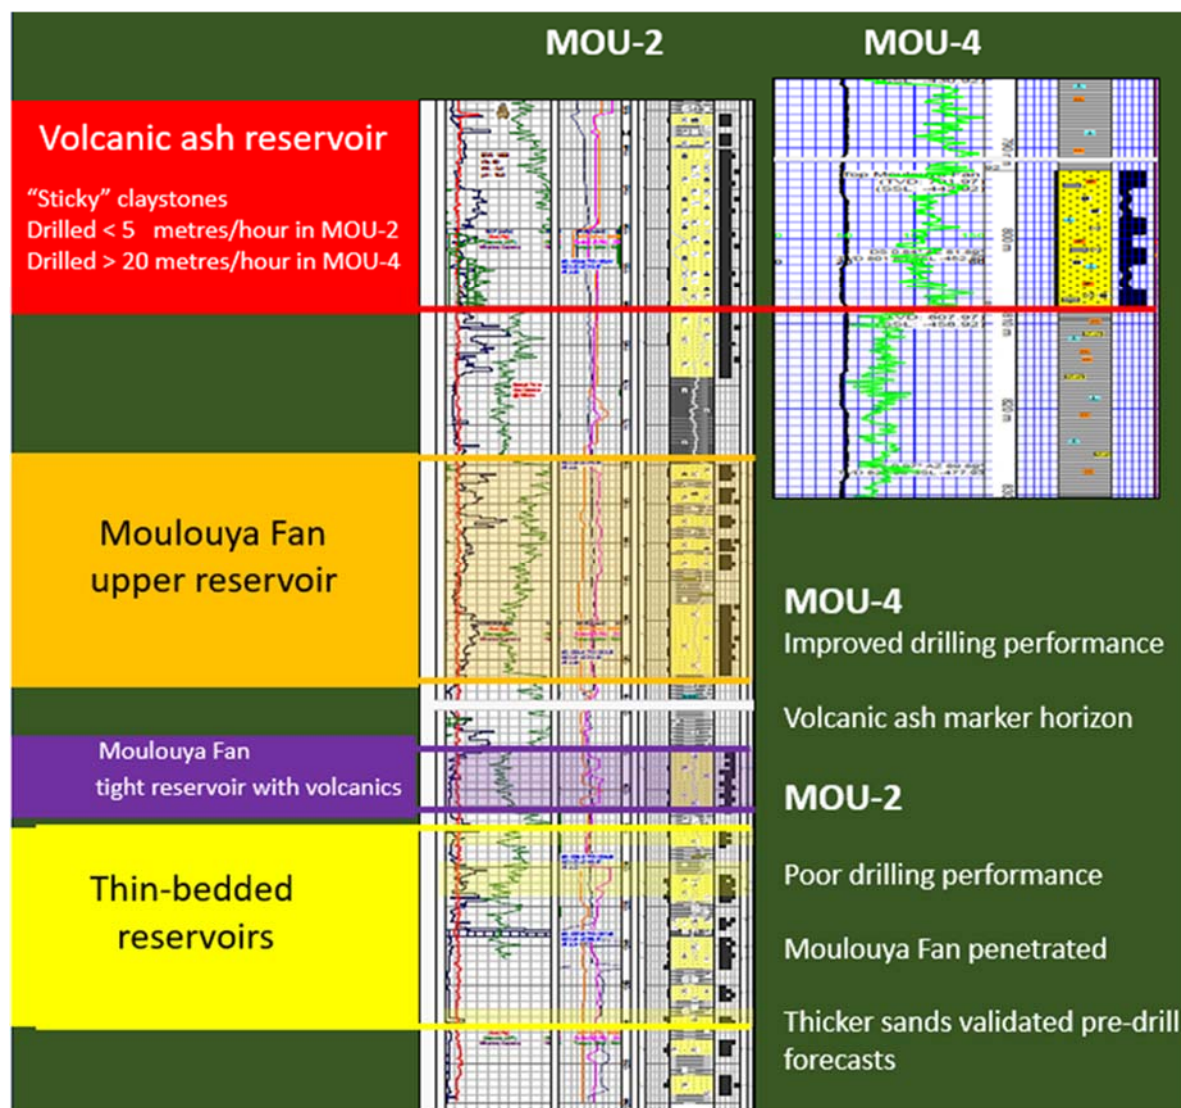 MOU-2
MOU-4
Volcanic ash reservoir
“Sticky” claystones
Drilled < 5 metres/hour in MOU-2
Drilled > 20 metres/hour in MOU-4
Moulouya Fan
upper reservoir
Moulouya Fan
tight reservoir with volcanics
Thin-bedded
reservoirs
800 m
820 m
MOU-4
Improved drilling performance
Volcanic ash marker horizon
MOU-2
Poor drilling performance
Moulouya Fan penetrated
Thicker sands validated pre-drill
forecasts